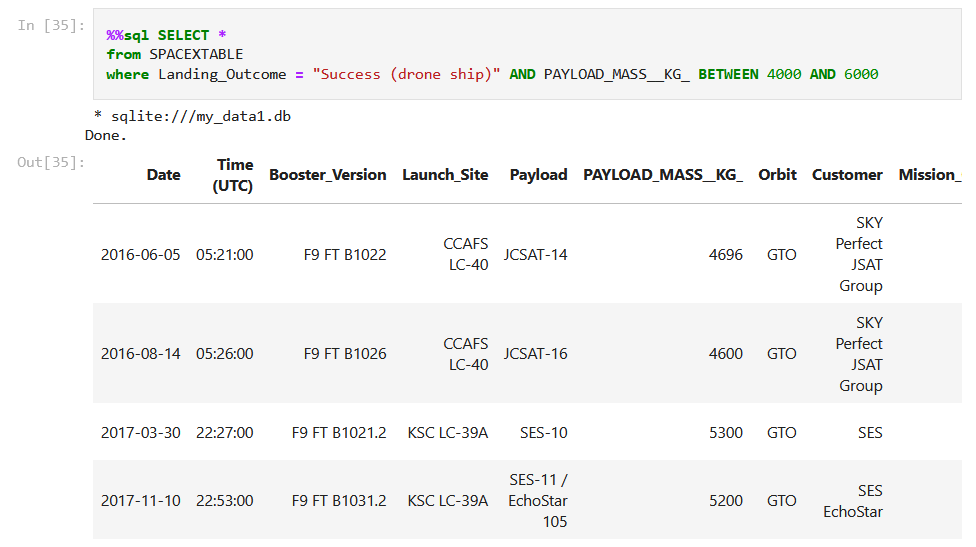 In [35]:
%%sql SELECT *
from SPACEXTABLE
where Landing_Outcome = "Success (drone ship)" AND PAYLOAD_MASS__KG_ BETWEEN 4000 AND 6000
* sqlite:///my_data1.db
Done.
Out[35]:
Date Time (UTC) Booster_Version Launch_Site Payload PAYLOAD_MASS__KG_ Orbit Customer Mission_
2016-06-05 05:21:00 F9 FT B1022 CCAFS LC-40 JCSAT-14 4696 GTO SKY Perfect JSAT Group
2016-08-14 05:26:00 F9 FT B1026 CCAFS LC-40 JCSAT-16 4600 GTO SKY Perfect JSAT Group
2017-03-30 22:27:00 F9 FT B1021.2 KSC LC-39A SES-10 5300 GTO SES
2017-11-10 22:53:00 F9 FT B1031.2 KSC LC-39A SES-11 / EchoStar 105 5200 GTO SES EchoStar